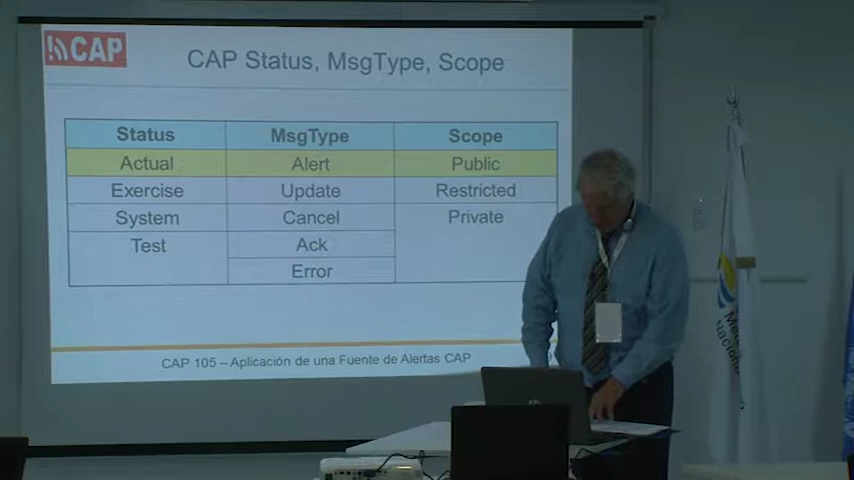 CAP
CAP Status, MsgType, Scope
Status MsgType Scope
Actual Alert Public
Exercise Update Restricted
System Cancel Private
Test Ack
Error
CAP 105 – Aplicación de una Fuente de Alertas CAP
Nacional